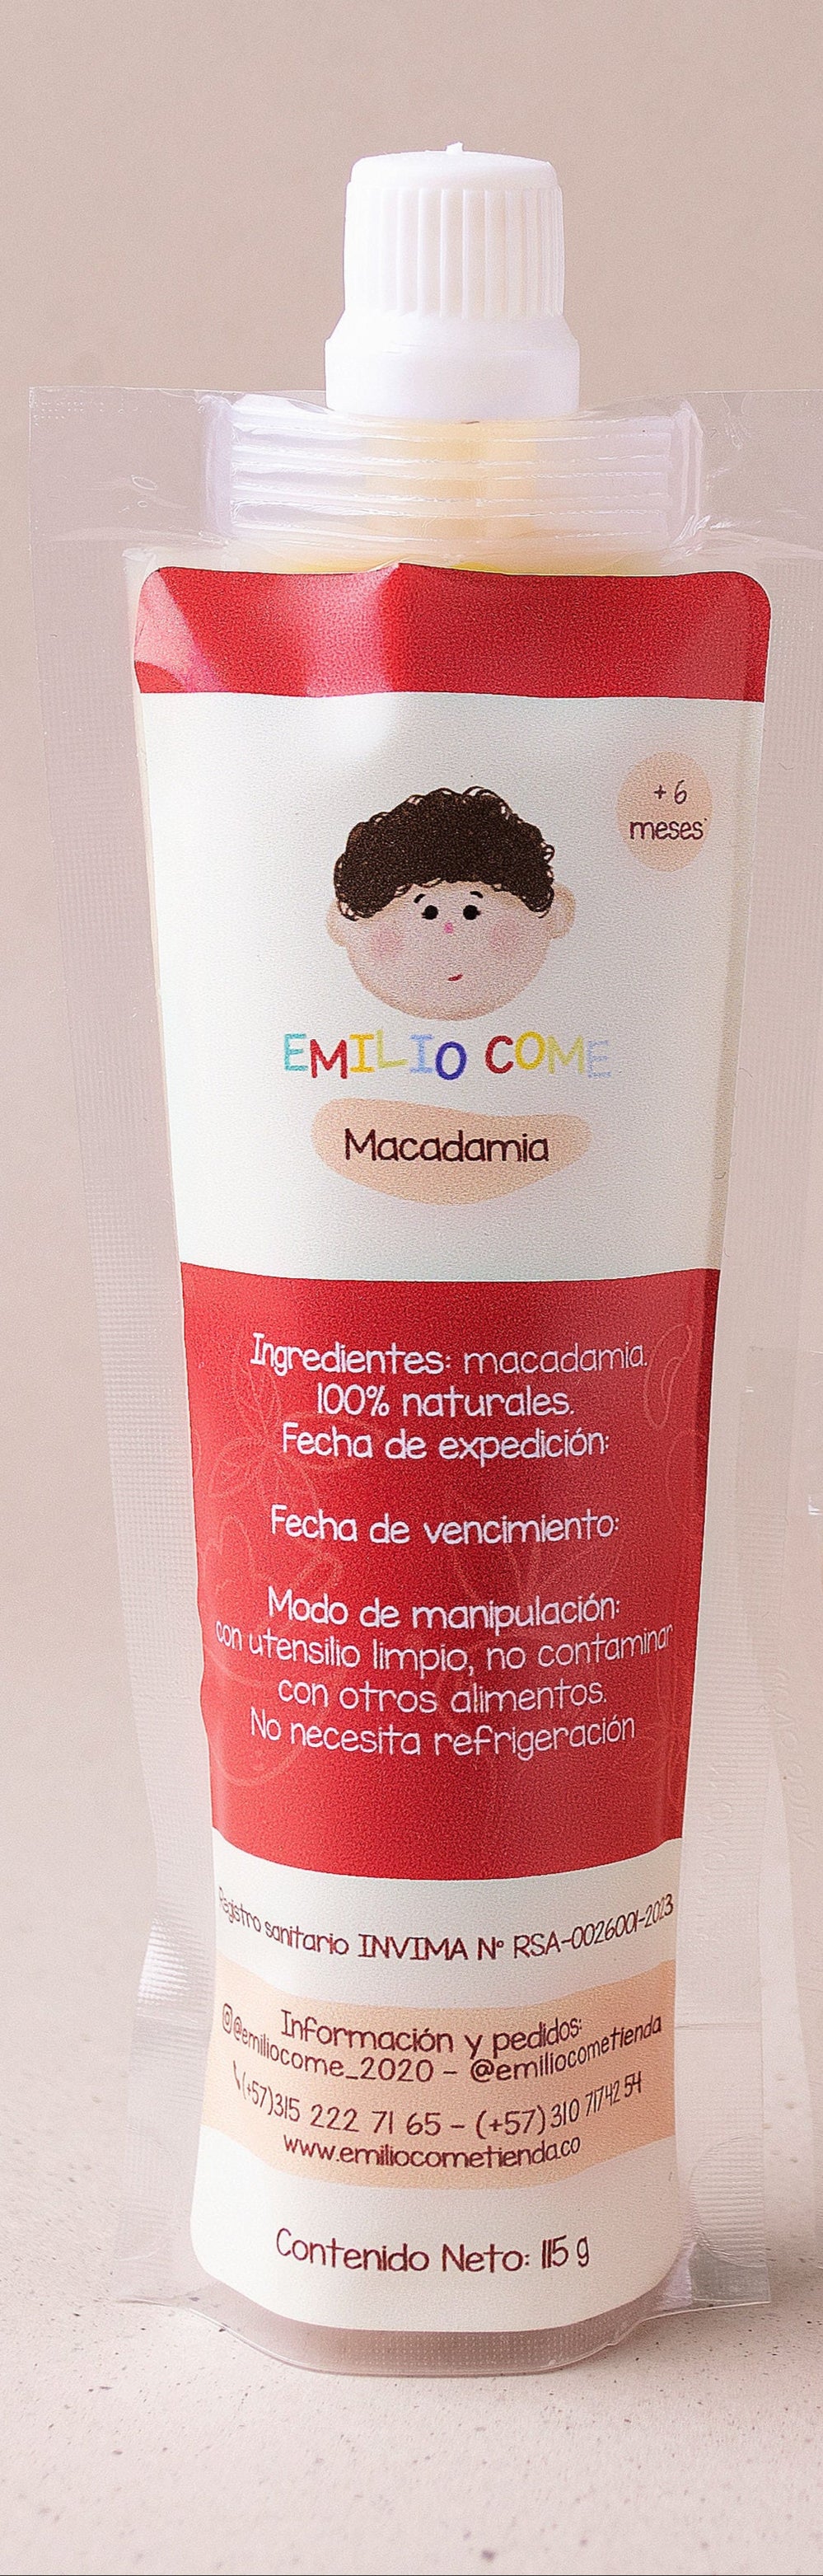 + 6
meses
EMILIO COME
Macadamia
Ingredientes: macadamia.
100% naturales.
Fecha de expedición:
Fecha de vencimiento:
Modo de manipulación:
con utensilio limpio, no contaminar
con otros alimentos.
No necesita refrigeración
Registro sanitario INVIMA N° RSA-0026001-2023
Información y pedidos:
@emiliocome_2020 - @emiliocometienda
(+57)315 222 71 65 - (+57)310 7174254
www.emiliocometienda.co
Contenido Neto: 115 g